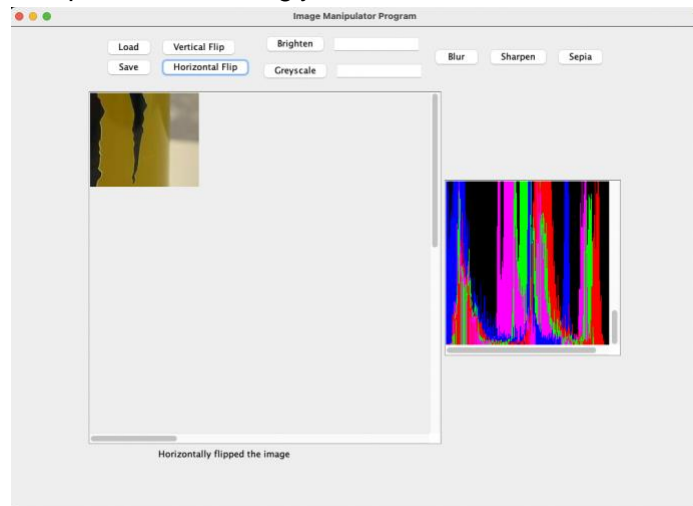 Image Manipulator Program
Load Vertical Flip Brighten
Blur Sharpen Sepia
Save Horizontal Flip Greyscale
Horizontally flipped the image